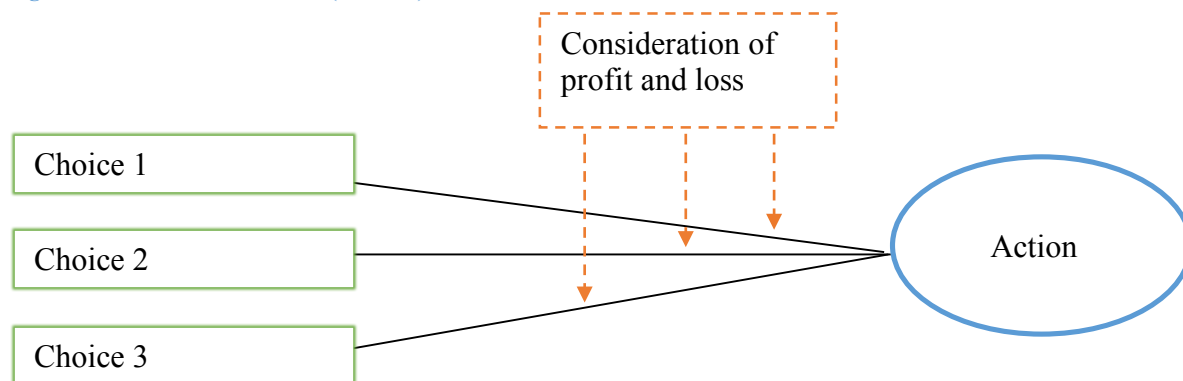 Consideration of
profit and loss
Choice 1
Choice 2
Action
Choice 3